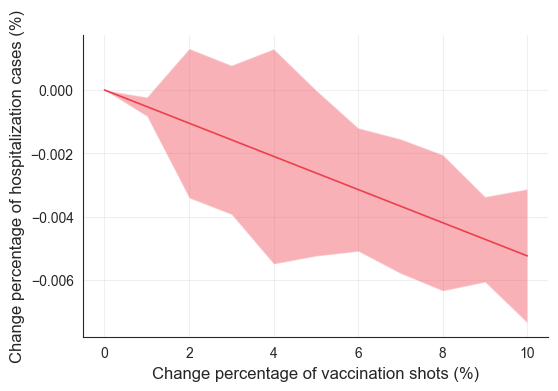 Change percentage of hospitalization cases (%)
0.000
−0.002
−0.004
−0.006
0 2 4 6 8 10
Change percentage of vaccination shots (%)